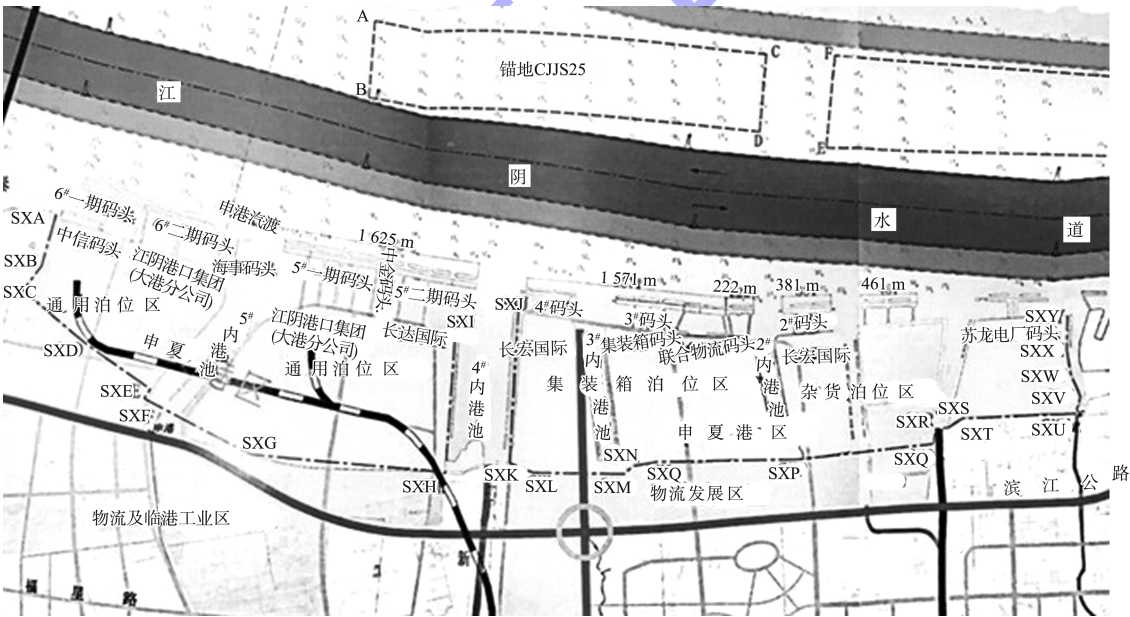 A
C
F
锚地CJJS25
B
D
E
江
阴
水
道
SXA
6#一期码头
申港汽渡
6#二期码头
1 625 m
中信码头
SXB
江阴港口集团
(大港分公司)
海事码头
5#一期码头
中金码头
5#二期码头
SXC
通用泊位区
SXD
申夏港池
5#内
江阴港口集团
(大港分公司)
通用泊位区
长达国际
SXI
SXJ
4#码头
1 571 m
222 m
381 m
461 m
3#码头
集装箱码头
联合物流码头
2#码头
SXY
苏龙电厂码头
SXX
SXW
SXV
SXU
长宏国际
3#内港池
集装箱泊位区
2#内港池
长宏国际
杂货泊位区
4#内港池
申夏港区
SXE
SXF
申港
SXG
SXH
SXK
SXL
SXM
SXN
SXQ
SXP
SXQ
SXR
SXS
SXT
物流发展区
滨江公路
物流及临港工业区
新
福星路